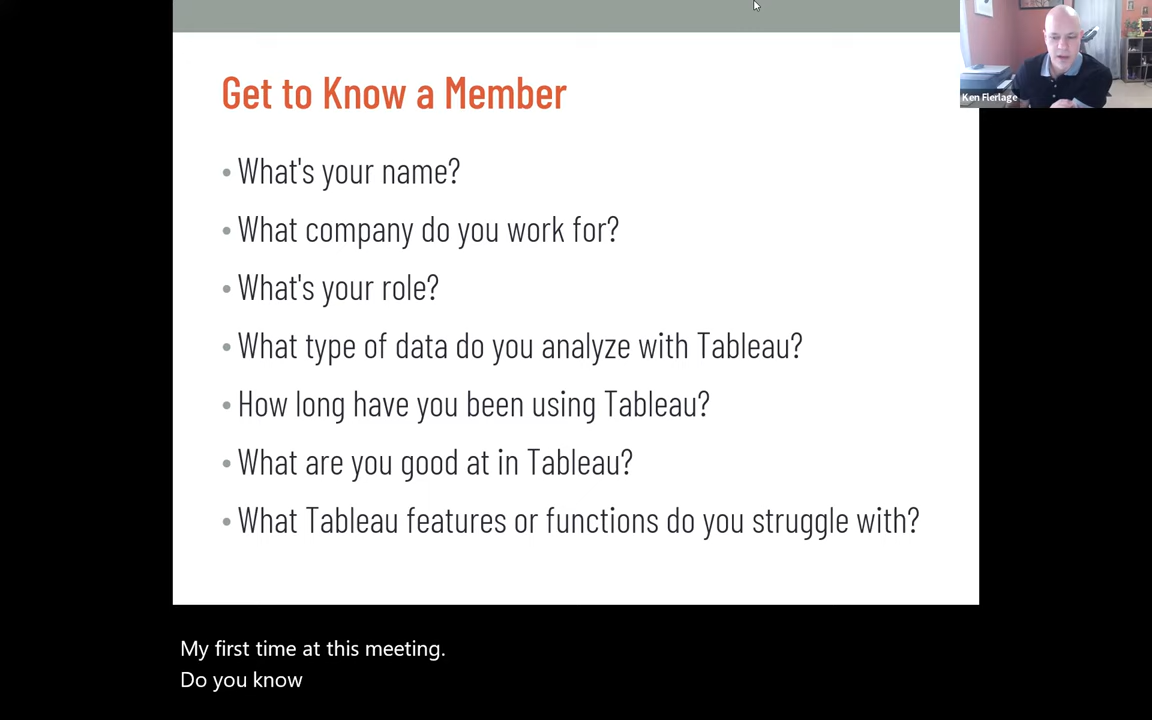 Get to Know a Member
Ken Flerlage
• What's your name?
• What company do you work for?
• What's your role?
• What type of data do you analyze with Tableau?
• How long have you been using Tableau?
• What are you good at in Tableau?
• What Tableau features or functions do you struggle with?
My first time at this meeting.
Do you know